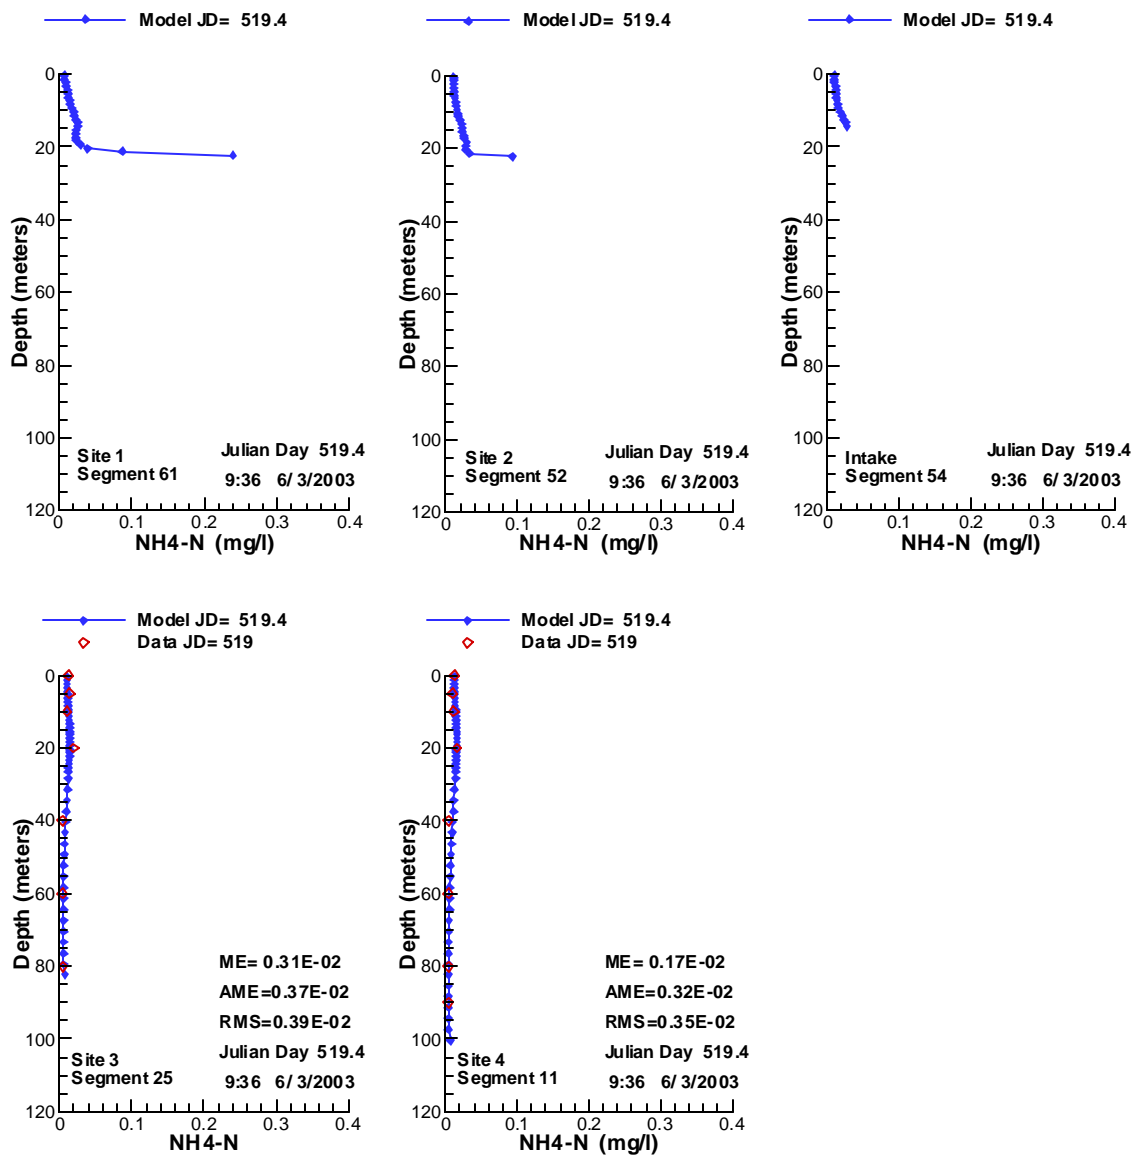 Model JD= 519.4
0
20
40
60
80
100
120
Depth (meters)
Site 1
Segment 61
Julian Day 519.4
9:36 6/ 3/2003
0 0.1 0.2 0.3 0.4
NH4-N (mg/l)
Model JD= 519.4
0
20
40
60
80
100
120
Depth (meters)
Site 2
Segment 52
Julian Day 519.4
9:36 6/ 3/2003
0 0.1 0.2 0.3 0.4
NH4-N (mg/l)
Model JD= 519.4
0
20
40
60
80
100
120
Depth (meters)
Intake
Segment 54
Julian Day 519.4
9:36 6/ 3/2003
0 0.1 0.2 0.3 0.4
NH4-N (mg/l)
Model JD= 519.4
Data JD= 519
0
20
40
60
80
100
120
Depth (meters)
ME= 0.31E-02
AME=0.37E-02
RMS=0.39E-02
Site 3
Segment 25
Julian Day 519.4
9:36 6/ 3/2003
0 0.1 0.2 0.3 0.4
NH4-N
Model JD= 519.4
Data JD= 519
0
20
40
60
80
100
120
Depth (meters)
ME= 0.17E-02
AME=0.32E-02
RMS=0.35E-02
Site 4
Segment 11
Julian Day 519.4
9:36 6/ 3/2003
0 0.1 0.2 0.3 0.4
NH4-N (mg/l)